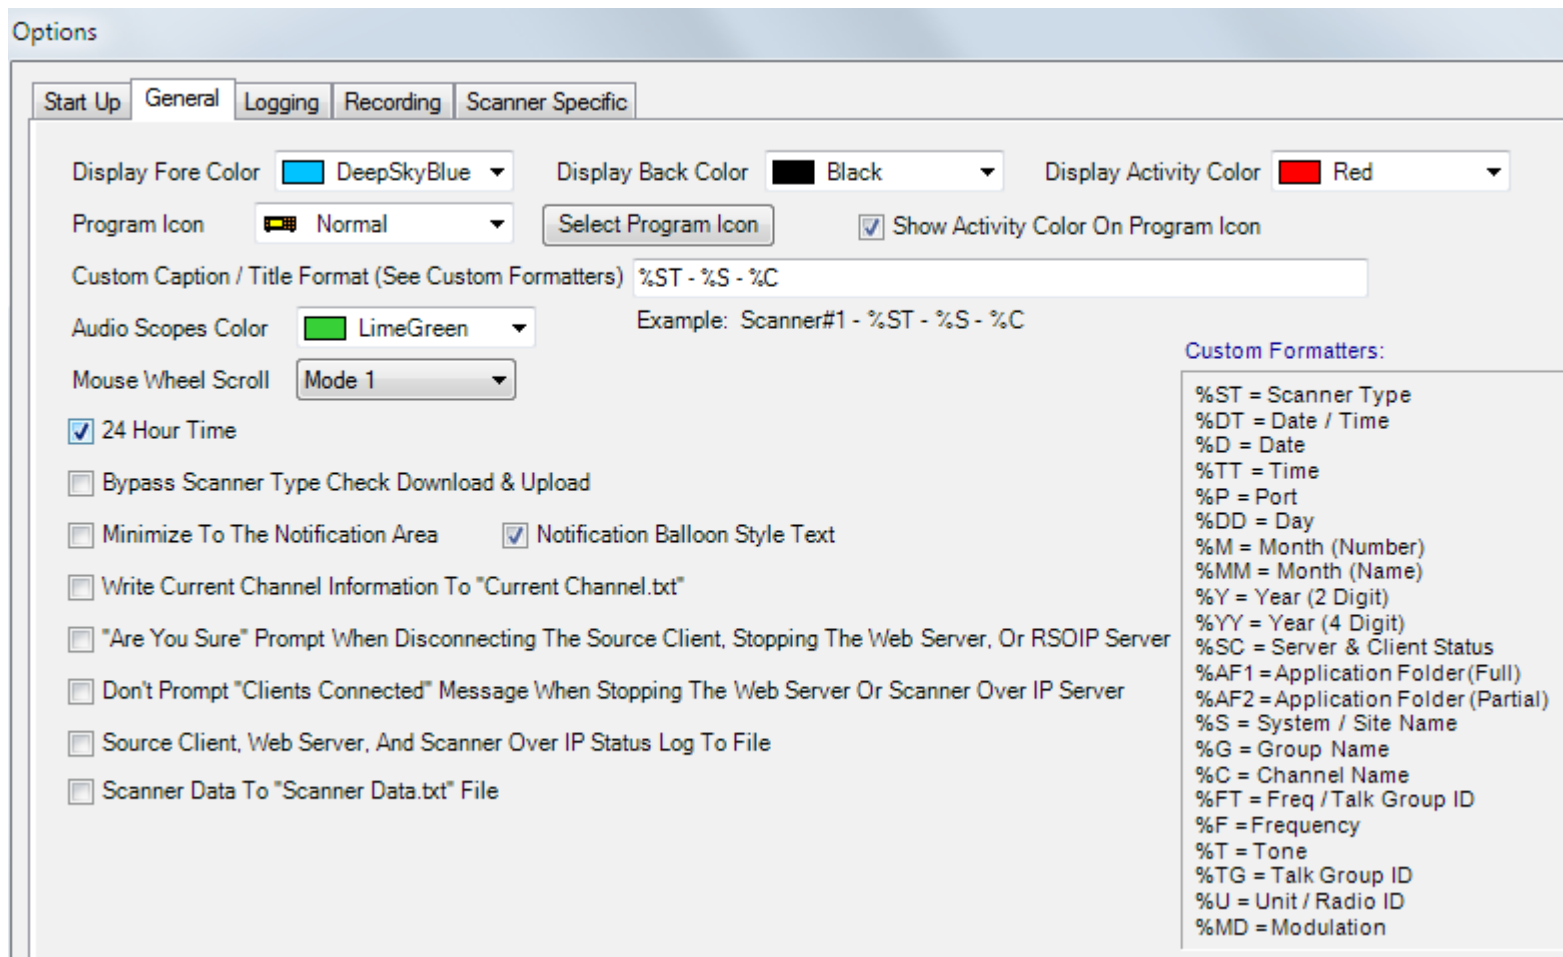 Options
Start Up General Logging Recording Scanner Specific
Display Fore Color DeepSkyBlue Display Back Color Black Display Activity Color Red
Program Icon Normal Select Program Icon Show Activity Color On Program Icon
Custom Caption / Title Format (See Custom Formatters) %ST - %S - %C
Audio Scopes Color LimeGreen Example: Scanner#1 - %ST - %S - %C
Mouse Wheel Scroll Mode 1
24 Hour Time
Bypass Scanner Type Check Download & Upload
Minimize To The Notification Area Notification Balloon Style Text
Write Current Channel Information To "Current Channel.txt"
"Are You Sure" Prompt When Disconnecting The Source Client, Stopping The Web Server, Or RSOIP Server
Don't Prompt "Clients Connected" Message When Stopping The Web Server Or Scanner Over IP Server
Source Client, Web Server, And Scanner Over IP Status Log To File
Scanner Data To "Scanner Data.txt" File
Custom Formatters:
%ST = Scanner Type
%DT = Date / Time
%D = Date
%TT = Time
%P = Port
%DD = Day
%M = Month (Number)
%MM = Month (Name)
%Y = Year (2 Digit)
%YY = Year (4 Digit)
%SC = Server & Client Status
%AF1 = Application Folder(Full)
%AF2 = Application Folder (Partial)
%S = System / Site Name
%G = Group Name
%C = Channel Name
%FT = Freq / Talk Group ID
%F = Frequency
%T = Tone
%TG = Talk Group ID
%U = Unit / Radio ID
%MD = Modulation